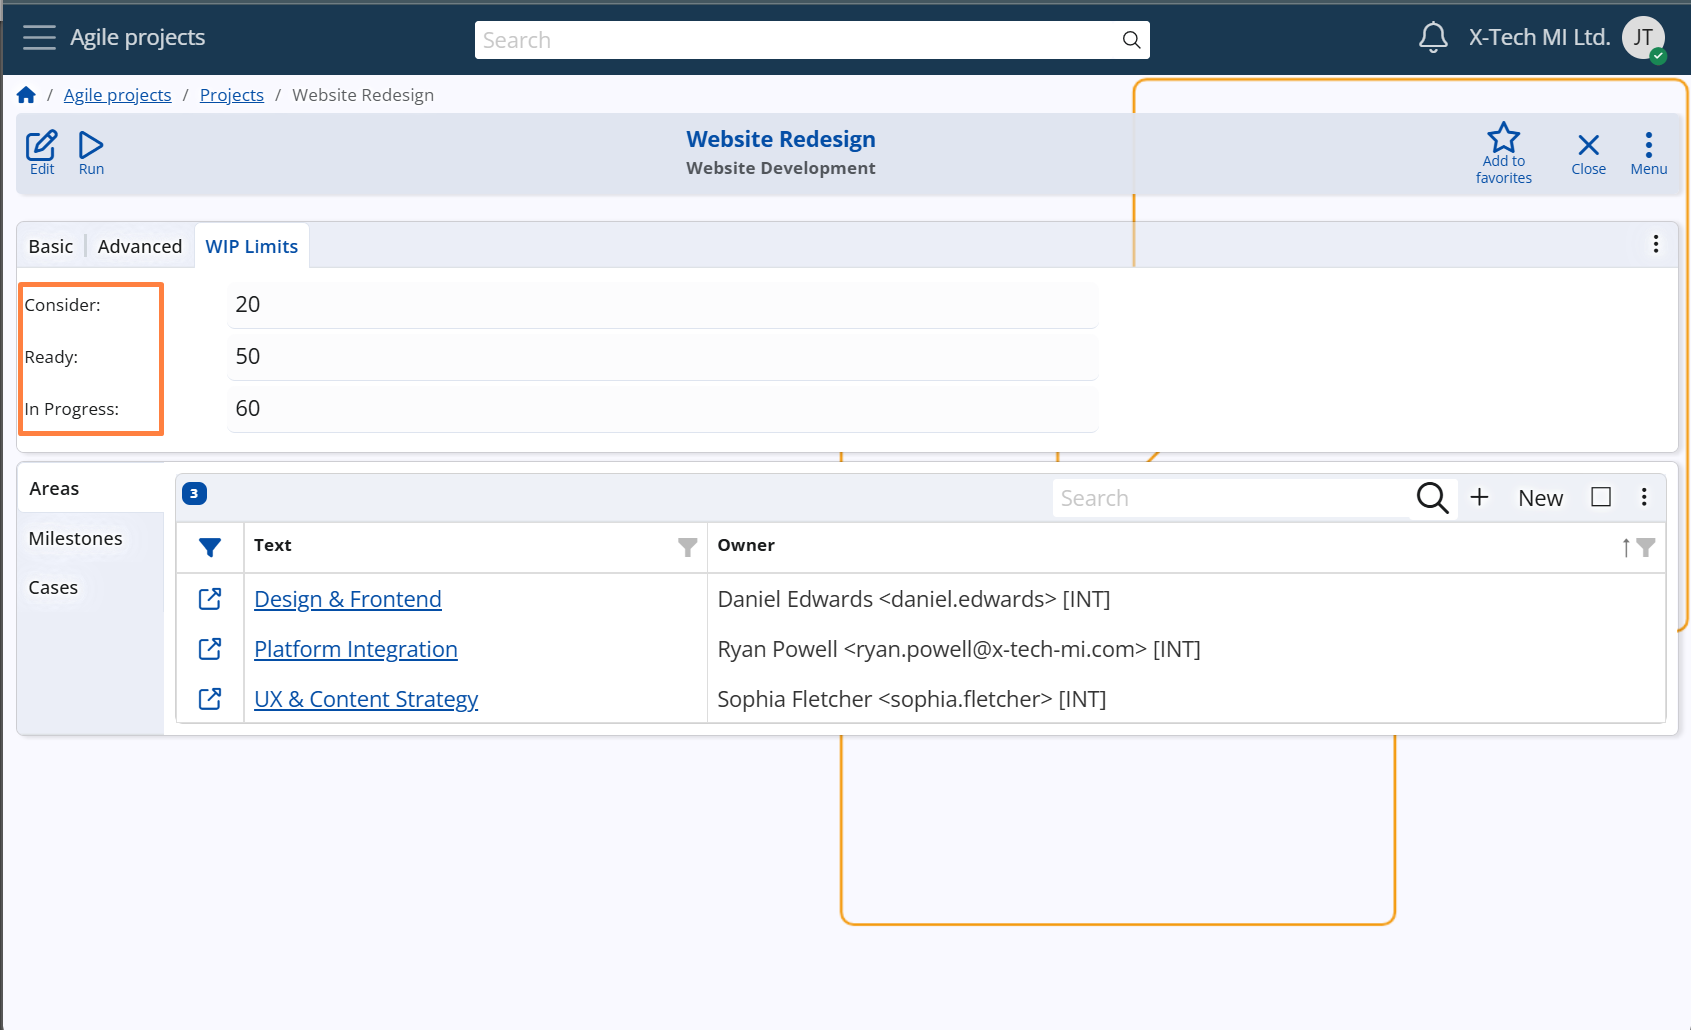 Agile projects
Search
X-Tech MI Ltd.
JT
/ Agile projects / Projects / Website Redesign
Edit
Run
Website Redesign
Website Development
Add to favorites
Close
Menu
Basic
Advanced
WIP Limits
Consider:
20
Ready:
50
In Progress:
60
Areas
Milestones
Cases
3
Search
New
Text
Owner
Design & Frontend
Daniel Edwards <daniel.edwards> [INT]
Platform Integration
Ryan Powell <ryan.powell@x-tech-mi.com> [INT]
UX & Content Strategy
Sophia Fletcher <sophia.fletcher> [INT]